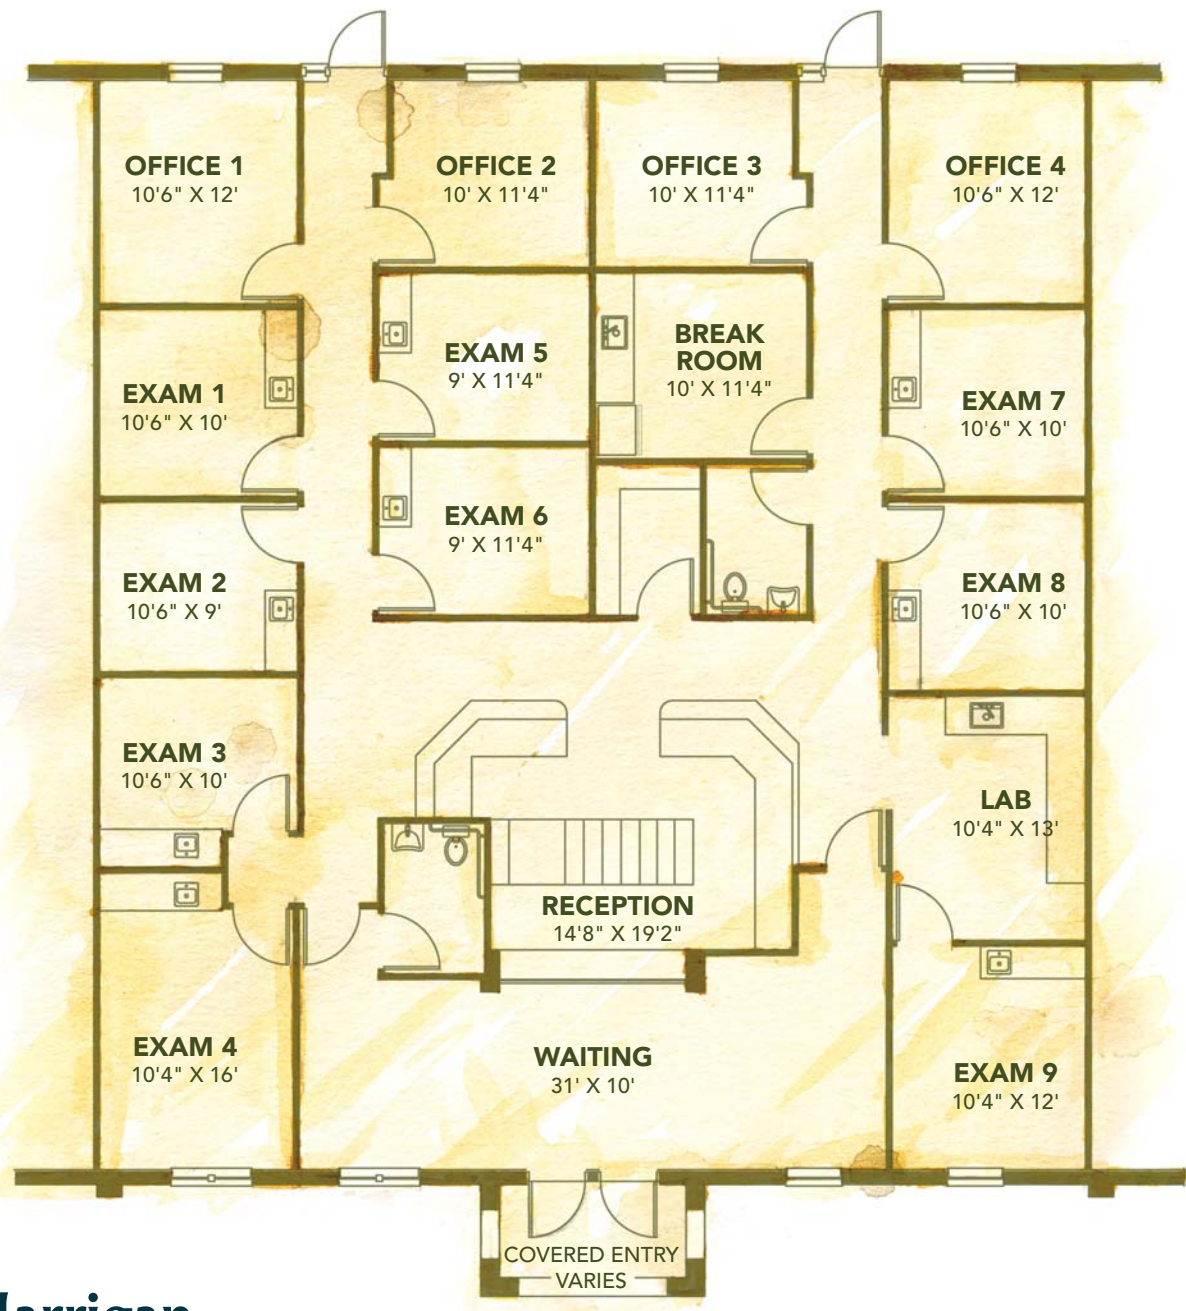 OFFICE 1
10'6" X 12'
OFFICE 2
10' X 11'4"
OFFICE 3
10' X 11'4"
OFFICE 4
10'6" X 12'
EXAM 5
9' X 11'4"
BREAK
ROOM
10' X 11'4"
EXAM 1
10'6" X 10'
EXAM 7
10'6" X 10'
EXAM 6
9' X 11'4"
EXAM 2
10'6" X 9'
EXAM 8
10'6" X 10'
EXAM 3
10'6" X 10'
LAB
10'4" X 13'
RECEPTION
14'8" X 19'2"
EXAM 4
10'4" X 16'
WAITING
31' X 10'
EXAM 9
10'4" X 12'
COVERED ENTRY
VARIES